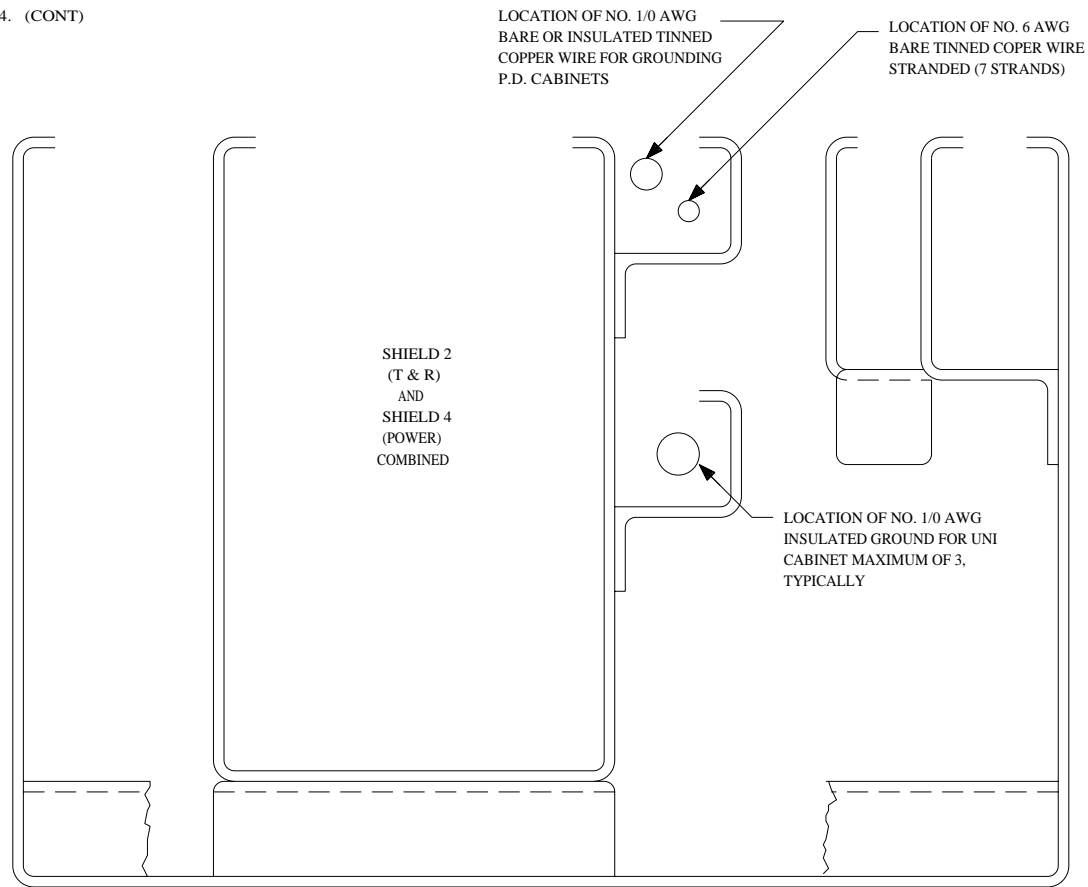 4. (CONT)
LOCATION OF NO. 1/0 AWG
BARE OR INSULATED TINNED
COPPER WIRE FOR GROUNDING
P.D. CABINETS
LOCATION OF NO. 6 AWG
BARE TINNED COPER WIRE
STRANDED (7 STRANDS)
SHIELD 2
(T & R)
AND
SHIELD 4
(POWER)
COMBINED
LOCATION OF NO. 1/0 AWG
INSULATED GROUND FOR UNI
CABINET MAXIMUM OF 3,
TYPICALLY